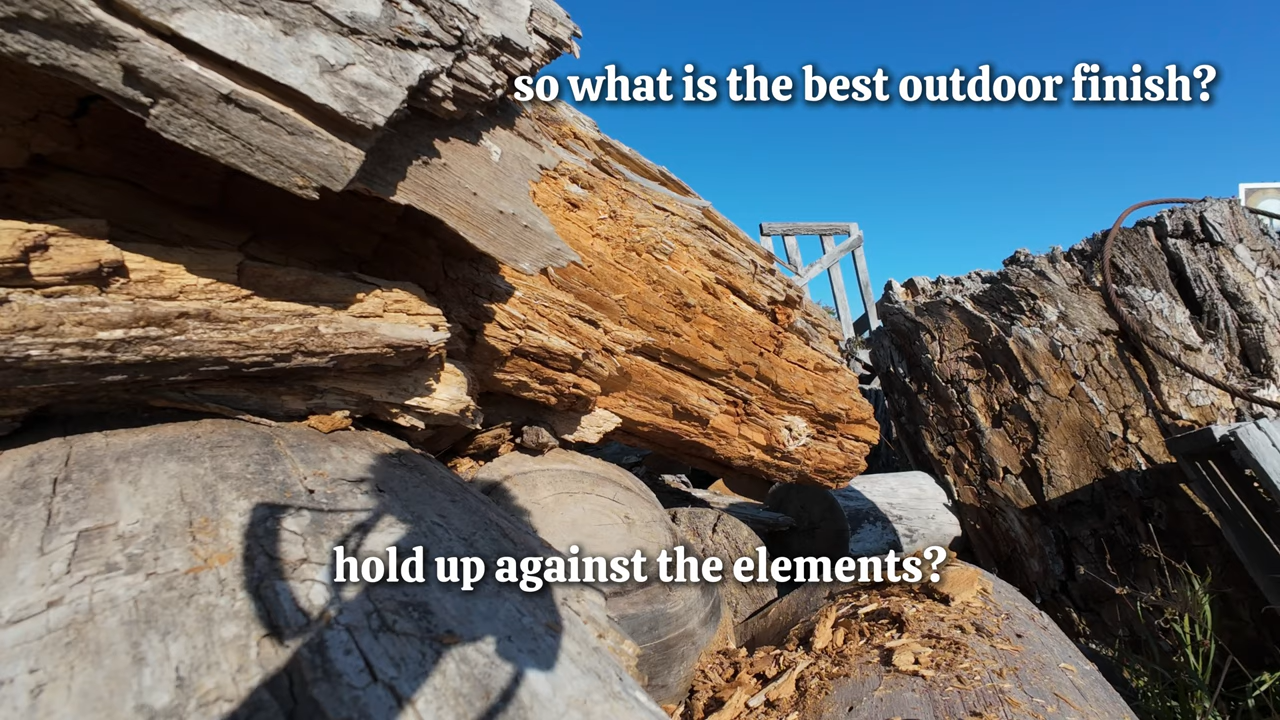 so what is the best outdoor finish?
hold up against the elements?